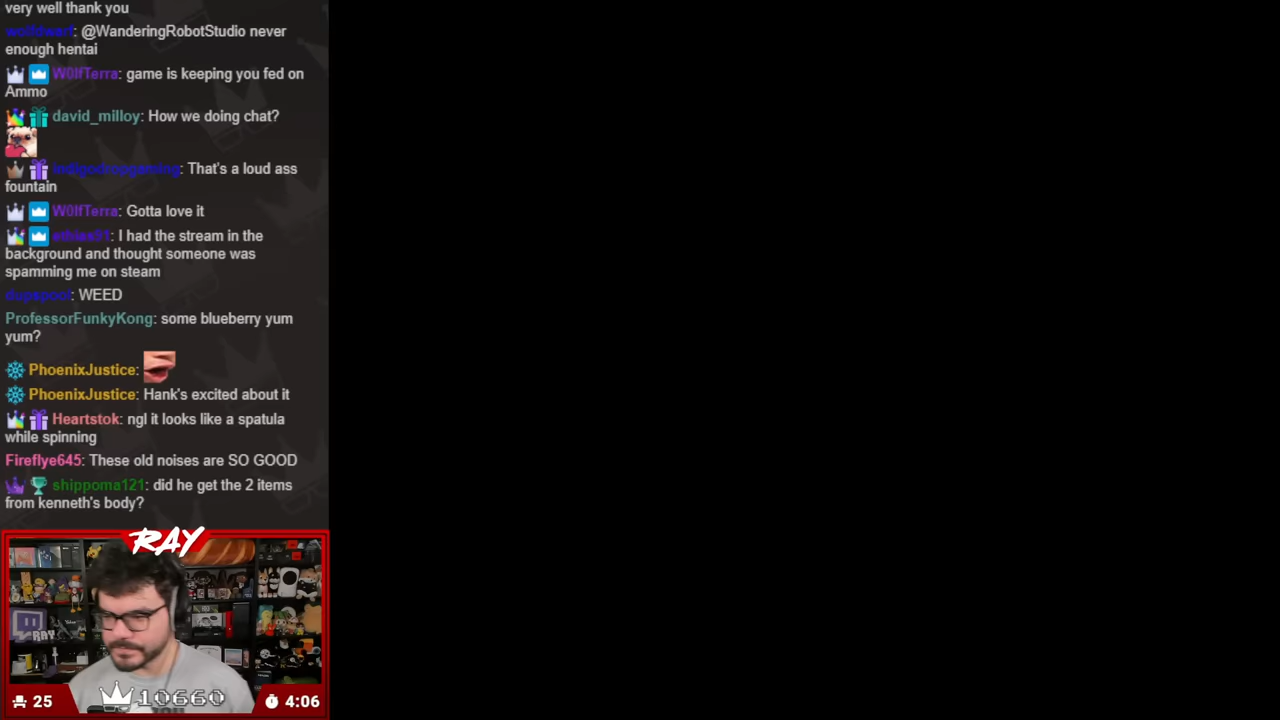 very well thank you
wolfdwarf: @WanderingRobotStudio never
enough hentai
W0lfTerra: game is keeping you fed on
Ammo
david_milloy: How we doing chat?
indigodroogaming: That's a loud ass
fountain
W0lfTerra: Gotta love it
: I had the stream in the
background and thought someone was
spamming me on steam
dupspoof: WEED
ProfessorFunkyKong: some blueberry yum
yum?
PhoenixJustice:
PhoenixJustice: Hank's excited about it
Heartstok: ngl it looks like a spatula
while spinning
Fireflye645: These old noises are SO GOOD
shippoma121: did he get the 2 items
from kenneth's body?
RAY
RAY
25
10660
4:06